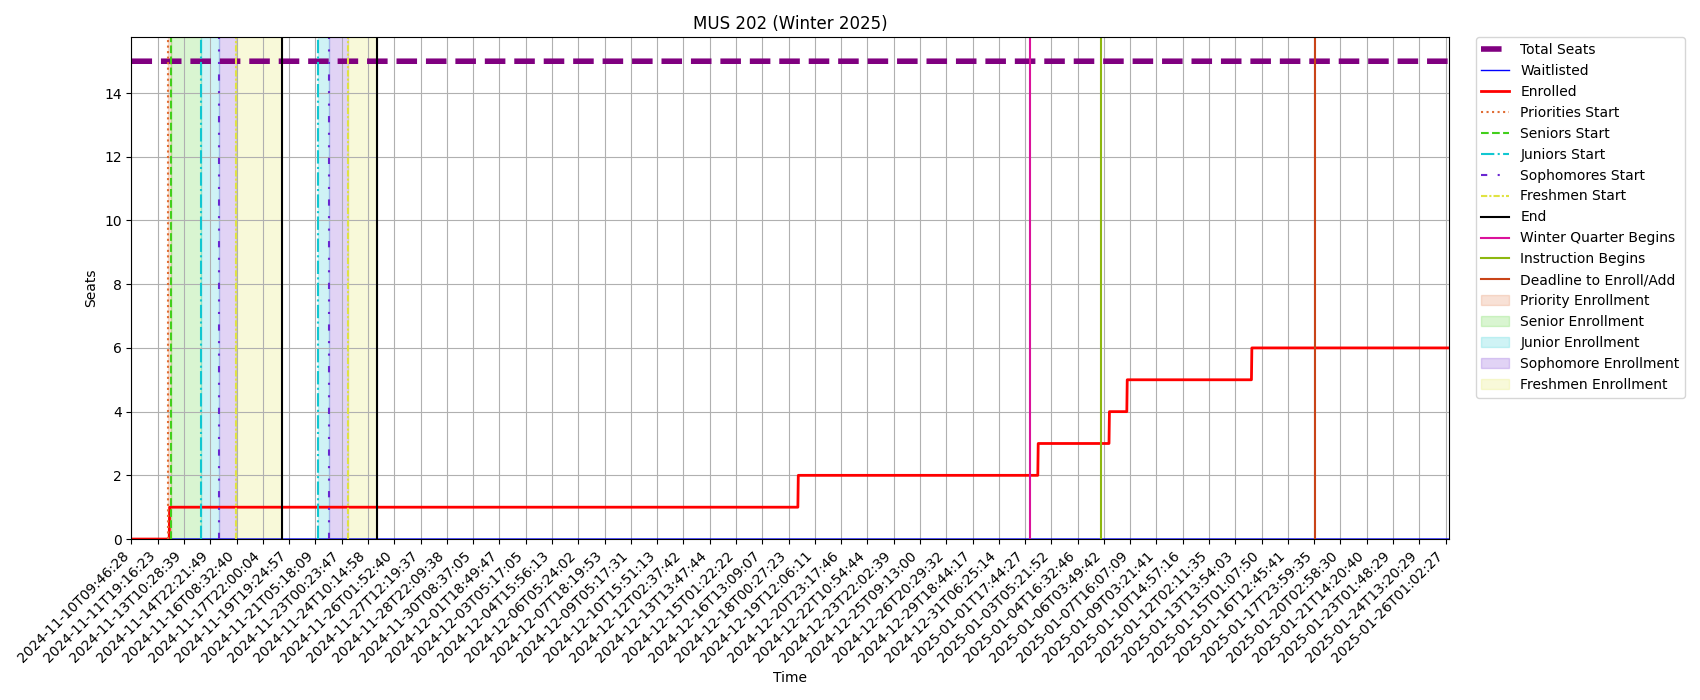 MUS 202 (Winter 2025)
Seats
14
12
10
8
6
4
2
0
2024-11-10T09:46:28
2024-11-11T19:16:23
2024-11-13T10:28:39
2024-11-14T22:21:49
2024-11-16T08:32:40
2024-11-17T22:00:04
2024-11-19T19:24:57
2024-11-21T05:18:09
2024-11-23T00:23:47
2024-11-24T10:14:58
2024-11-26T01:52:40
2024-11-27T12:19:37
2024-11-28T22:09:38
2024-11-30T08:37:05
2024-12-01T18:49:47
2024-12-03T05:17:05
2024-12-04T15:56:13
2024-12-06T05:24:02
2024-12-07T18:19:53
2024-12-09T05:17:31
2024-12-10T15:51:13
2024-12-12T02:37:42
2024-12-13T13:47:44
2024-12-15T01:22:22
2024-12-16T13:09:07
2024-12-18T00:27:23
2024-12-19T12:06:11
2024-12-20T23:17:46
2024-12-22T10:54:44
2024-12-23T22:02:39
2024-12-25T09:13:00
2024-12-26T20:29:32
2024-12-29T18:44:17
2024-12-31T06:25:14
2025-01-01T17:44:27
2025-01-03T05:21:52
2025-01-04T16:32:46
2025-01-06T03:49:42
2025-01-07T16:07:09
2025-01-09T03:21:41
2025-01-10T14:57:16
2025-01-12T02:11:35
2025-01-13T13:54:03
2025-01-15T01:07:50
2025-01-16T12:45:41
2025-01-17T23:59:35
2025-01-20T02:58:30
2025-01-21T14:20:40
2025-01-23T01:48:29
2025-01-24T13:20:29
2025-01-26T01:02:27
Time
Total Seats
Waitlisted
Enrolled
Priorities Start
Seniors Start
Juniors Start
Sophomores Start
Freshmen Start
End
Winter Quarter Begins
Instruction Begins
Deadline to Enroll/Add
Priority Enrollment
Senior Enrollment
Junior Enrollment
Sophomore Enrollment
Freshmen Enrollment